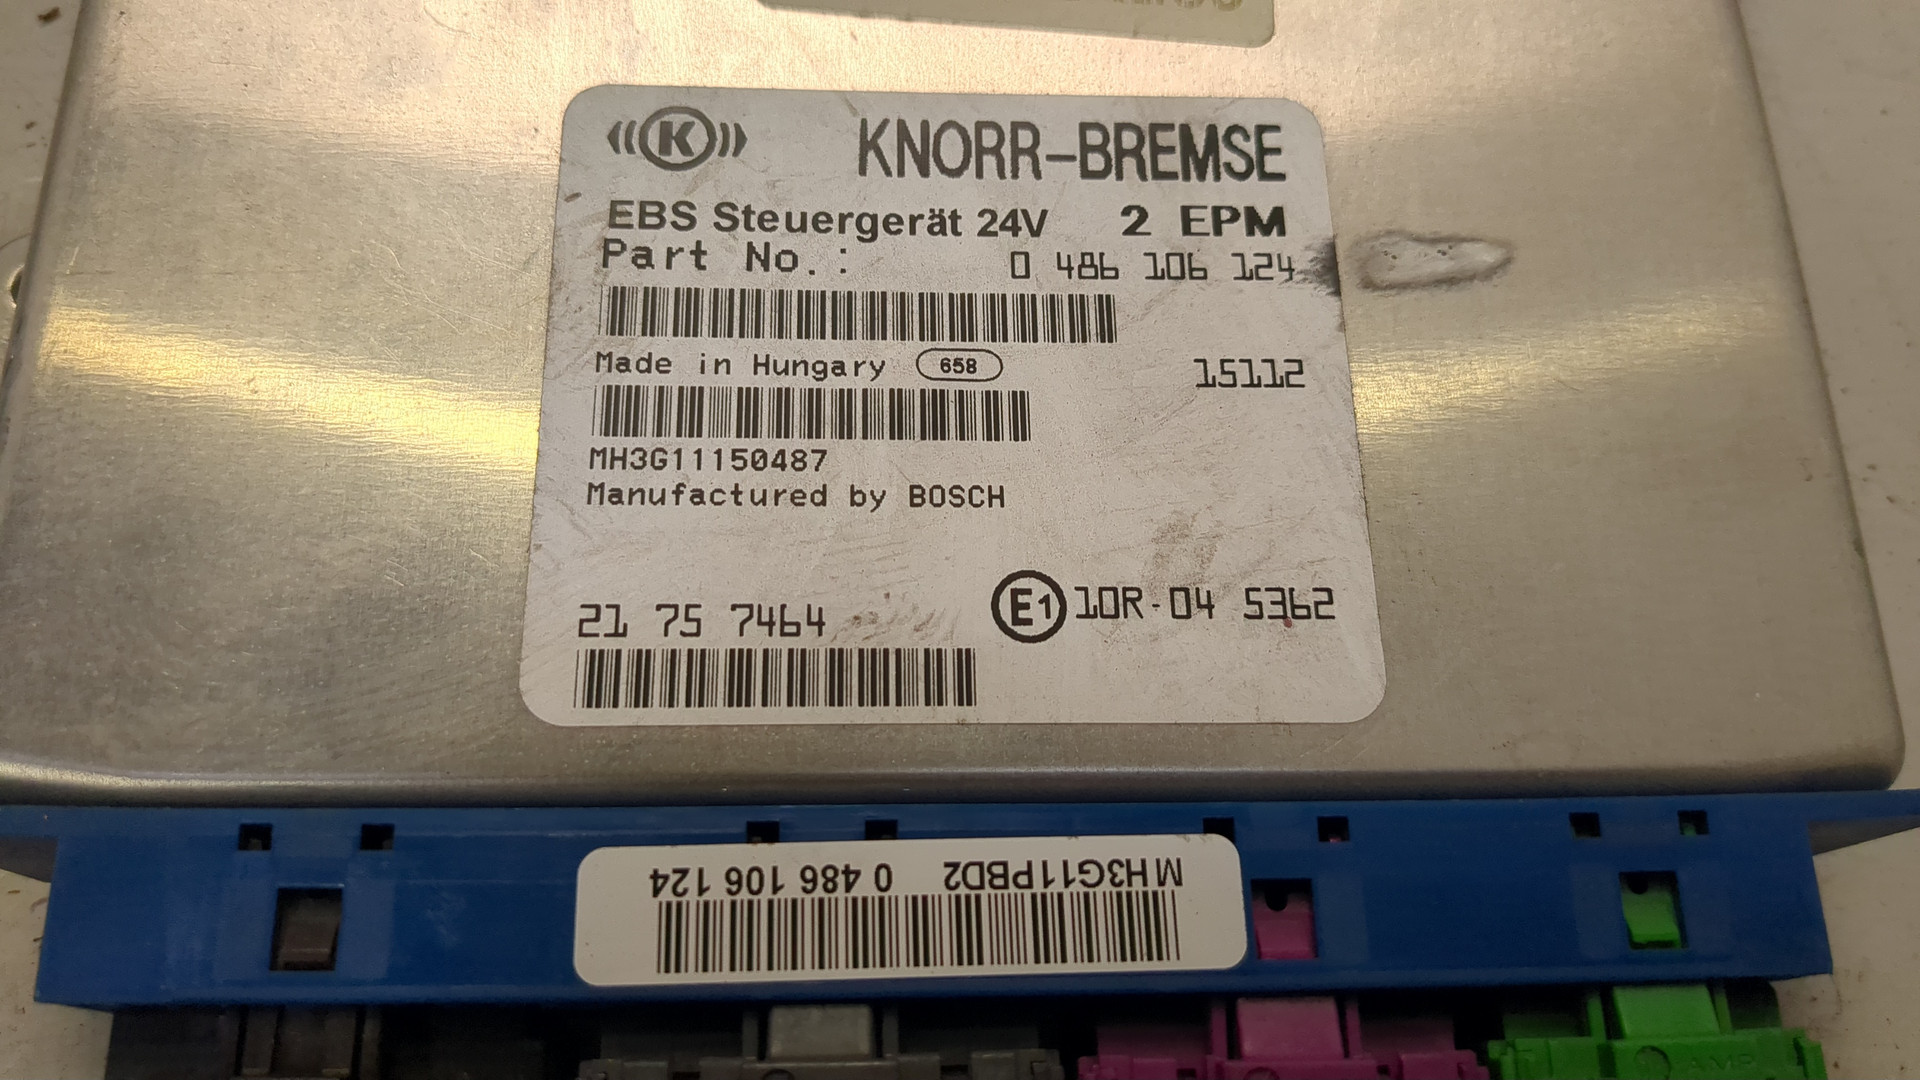 K KNORR-BREMSE
EBS Steuergerät 24V 2 EPM
Part No.: 0 486 106 124
Made in Hungary 658 15112
MH3G11150487
Manufactured by BOSCH
21 75 7464 E1 10R-04 5362
MH3G11PBD2 0 486 106 124
AMP